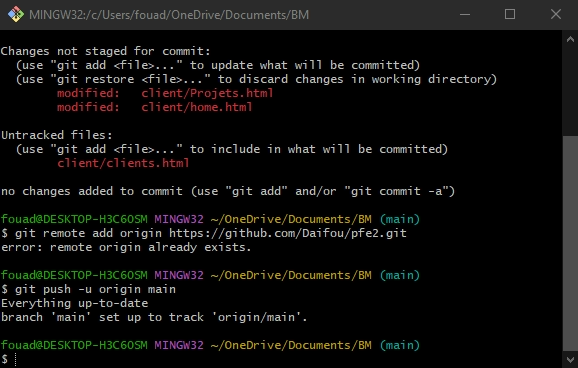 MINGW32:/c/Users/fouad/OneDrive/Documents/BM
Changes not staged for commit:
  (use "git add <file>..." to update what will be committed)
  (use "git restore <file>..." to discard changes in working directory)
        modified:   client/Projets.html
        modified:   client/home.html
Untracked files:
  (use "git add <file>..." to include in what will be committed)
        client/clients.html
no changes added to commit (use "git add" and/or "git commit -a")
fouad@DESKTOP-H3C6OSM MINGW32 ~/OneDrive/Documents/BM (main)
$ git remote add origin https://github.com/Daifou/pfe2.git
error: remote origin already exists.
fouad@DESKTOP-H3C6OSM MINGW32 ~/OneDrive/Documents/BM (main)
$ git push -u origin main
Everything up-to-date
branch 'main' set up to track 'origin/main'.
fouad@DESKTOP-H3C6OSM MINGW32 ~/OneDrive/Documents/BM (main)
$